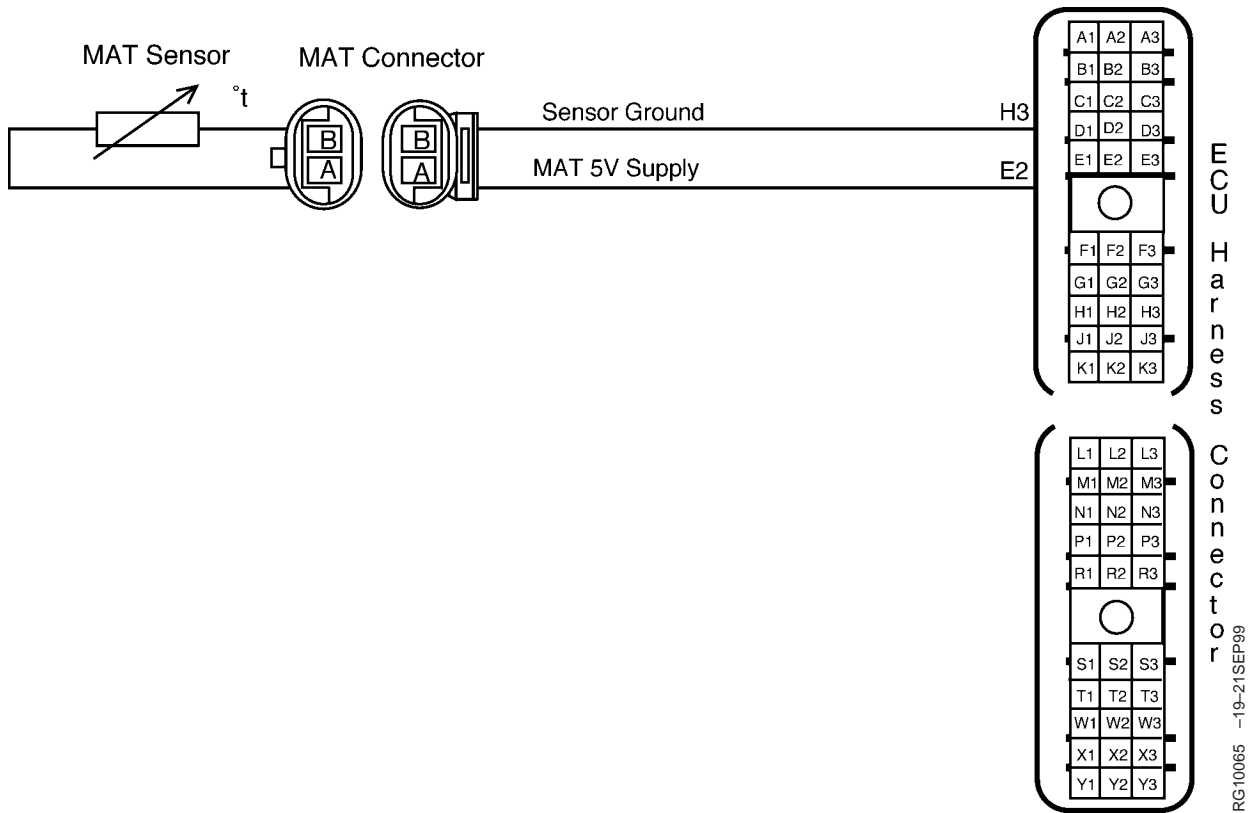 MAT Sensor
°t
MAT Connector
B
A
B
A
Sensor Ground
H3
MAT 5V Supply
E2
A1 A2 A3
B1 B2 B3
C1 C2 C3
D1 D2 D3
E1 E2 E3
F1 F2 F3
G1 G2 G3
H1 H2 H3
J1 J2 J3
K1 K2 K3
L1 L2 L3
M1 M2 M3
N1 N2 N3
P1 P2 P3
R1 R2 R3
S1 S2 S3
T1 T2 T3
W1 W2 W3
X1 X2 X3
Y1 Y2 Y3
ECU Harness Connector
RG10065 –19–21SEP99